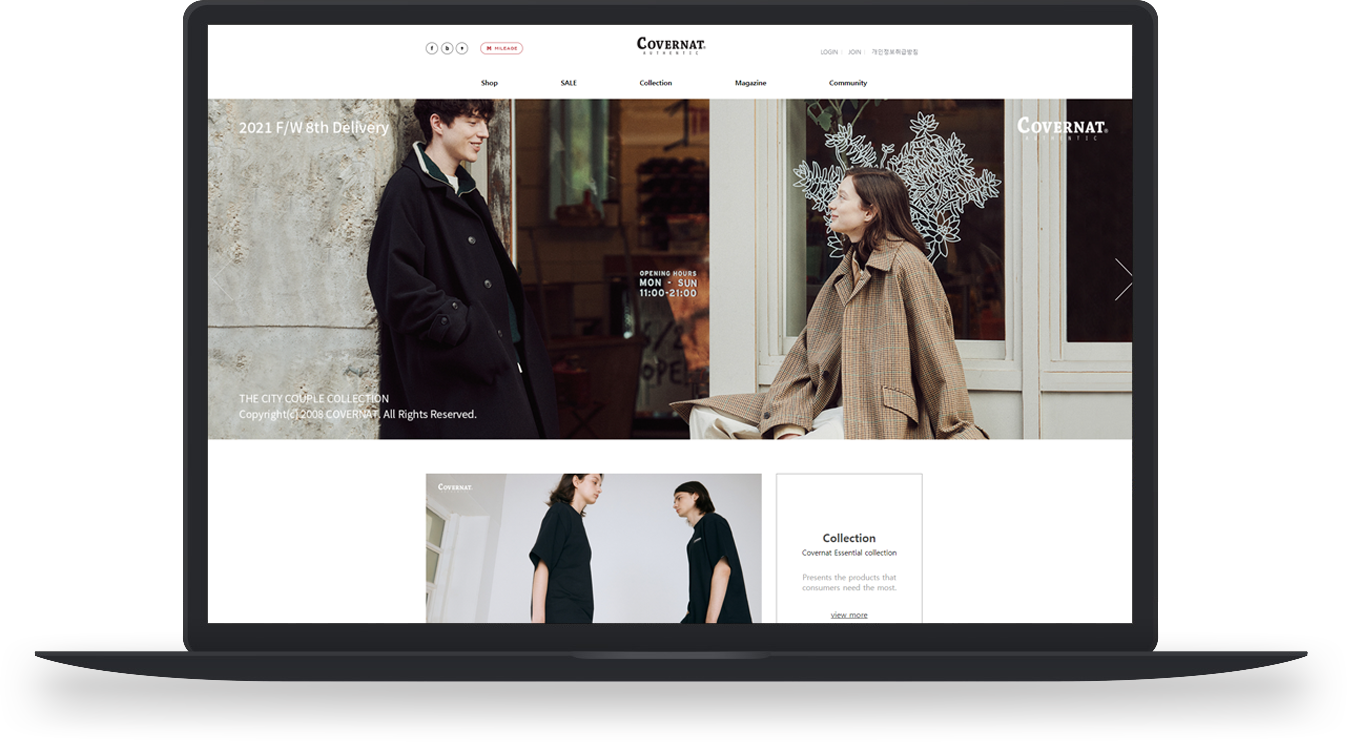 f b
M MILEAGE
COVERNAT
AUTHENTIC
LOGIN JOIN 개인정보취급방침
Shop SALE Collection Magazine Community
2021 F/W 8th Delivery
COVERNAT
AUTHENTIC
OPENING HOURS
MON - SUN
11:00-21:00
OPE
THE CITY COUPLE COLLECTION
Copyright(c) 2008 COVERNAT. All Rights Reserved.
COVERNAT
Collection
Covernat Essential collection
Presents the products that
consumers need the most.
view more